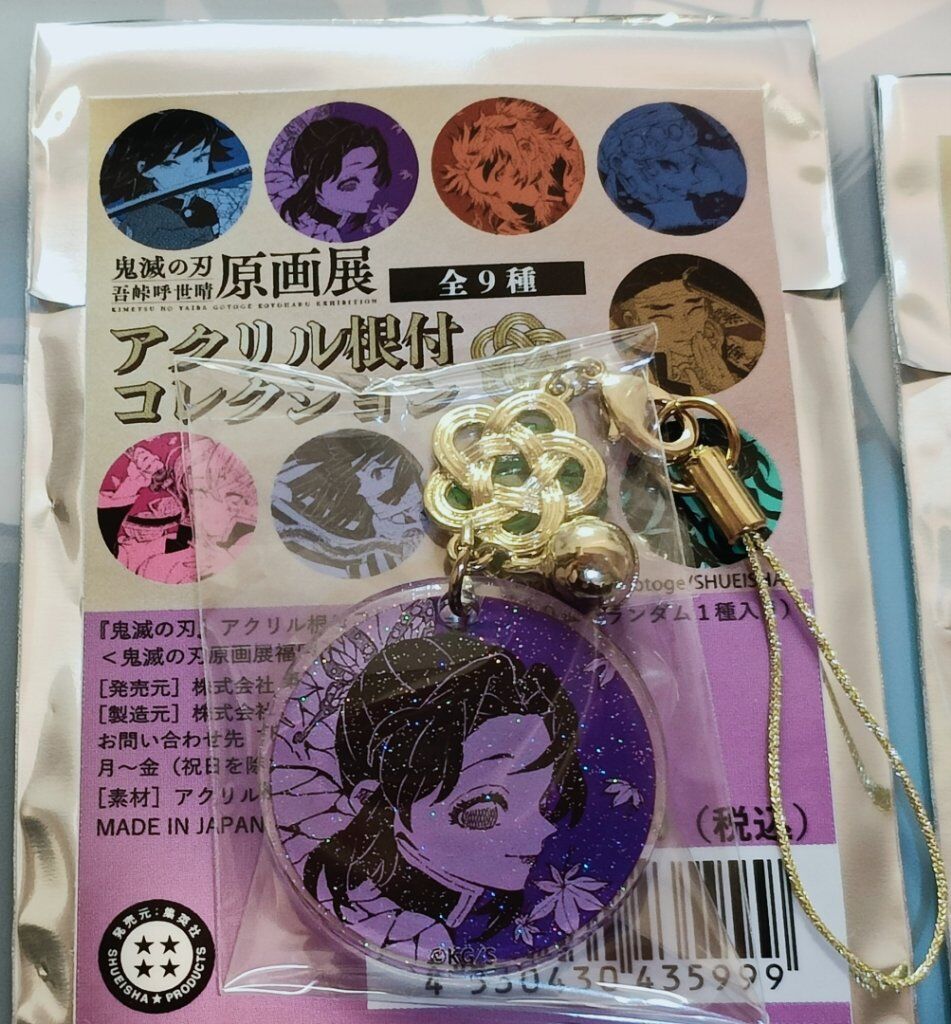 鬼滅の刃
吾峠呼世晴 原画展
KIMETSU NO YAIBA GOTOGE KOYOHARU EXHIBITION
全9種
アクリル根付
コレクション
otoge/SHUEISHA
ランダム1種入
『鬼滅の刃』アクリル根
<鬼滅の刃原画展福
[発売元] 株式会社
[製造元] 株式会社
お問い合わせ先
月～金（祝日を除
[素材] アクリル
MADE IN JAPAN
（税込）
発売元：集英社
SHUEISHA★PRODUCTS
©KG/S
4 530430 435999